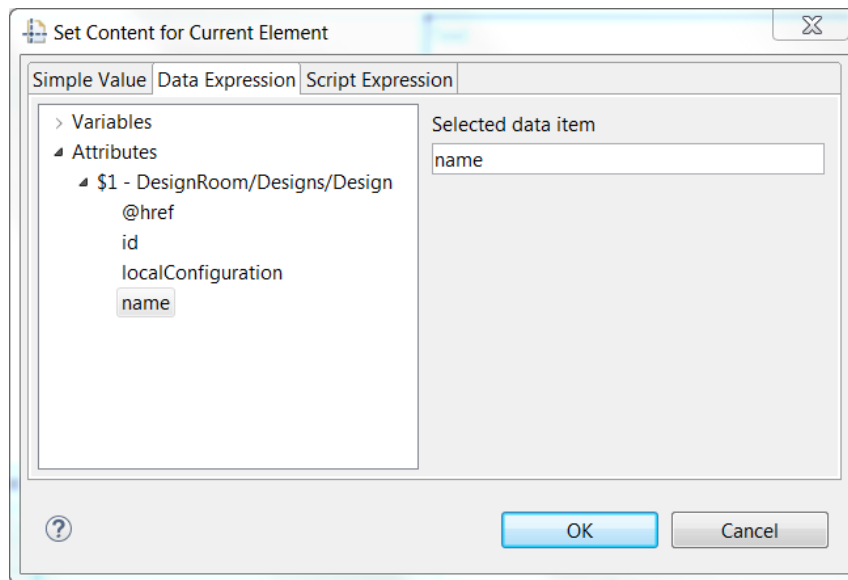 Set Content for Current Element
Simple Value Data Expression Script Expression
Variables
Attributes
$1 - DesignRoom/Designs/Design
@href
id
localConfiguration
name
Selected data item
name
?
OK Cancel